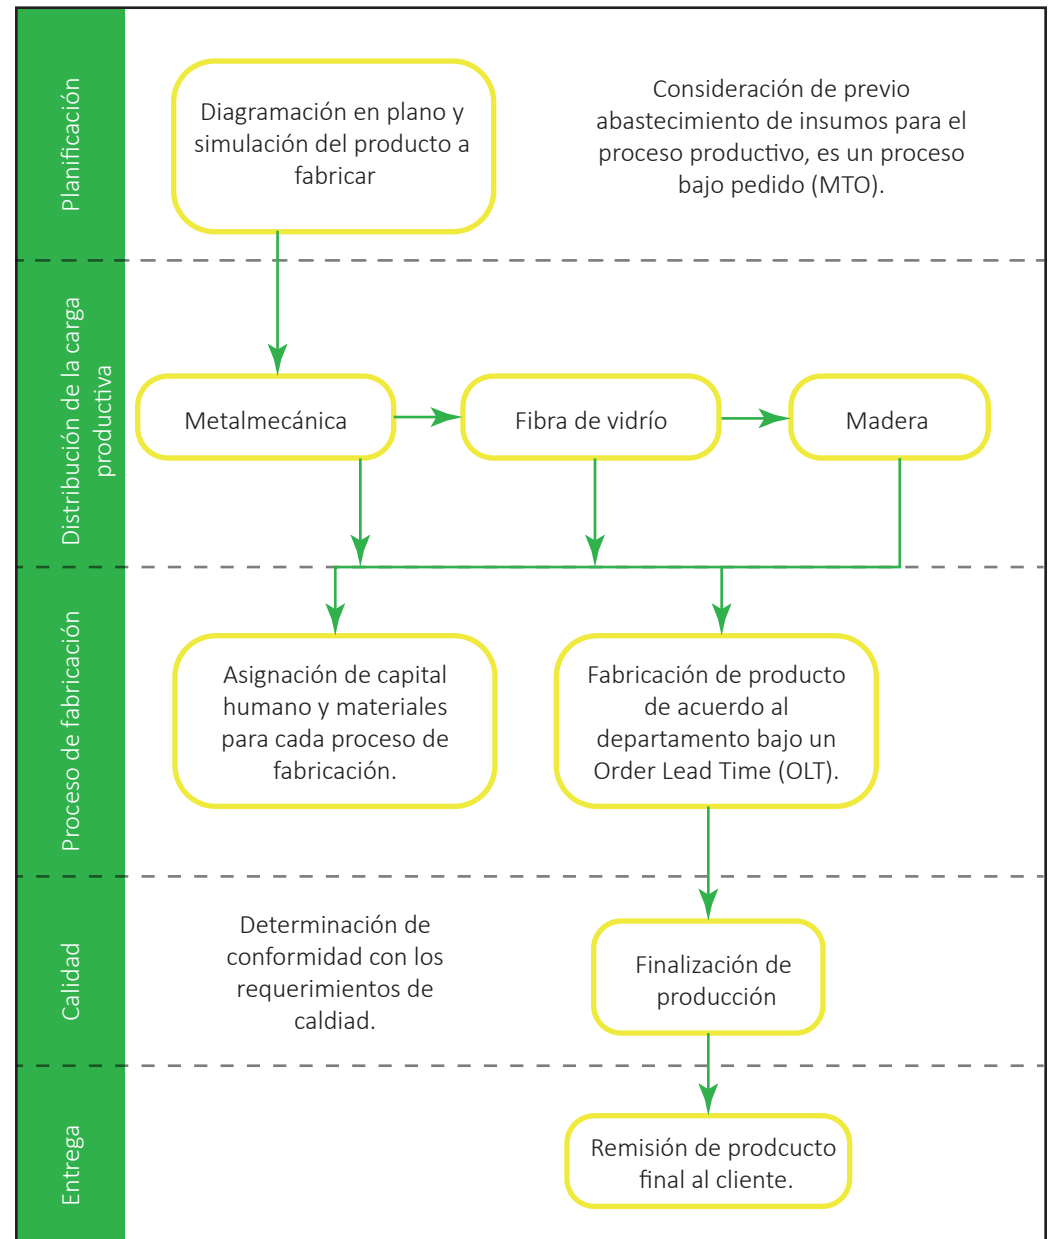 Planificación
Diagramación en plano y
simulación del producto a
fabricar
Consideración de previo
abastecimiento de insumos para el
proceso productivo, es un proceso
bajo pedido (MTO).
Distribución de la carga
productiva
Metalmecánica
Fibra de vidrío
Madera
Proceso de fabricación
Asignación de capital
humano y materiales
para cada proceso de
fabricación.
Fabricación de producto
de acuerdo al
departamento bajo un
Order Lead Time (OLT).
Calidad
Determinación de
conformidad con los
requerimientos de
caldiad.
Finalización de
producción
Entrega
Remisión de prodcucto
final al cliente.